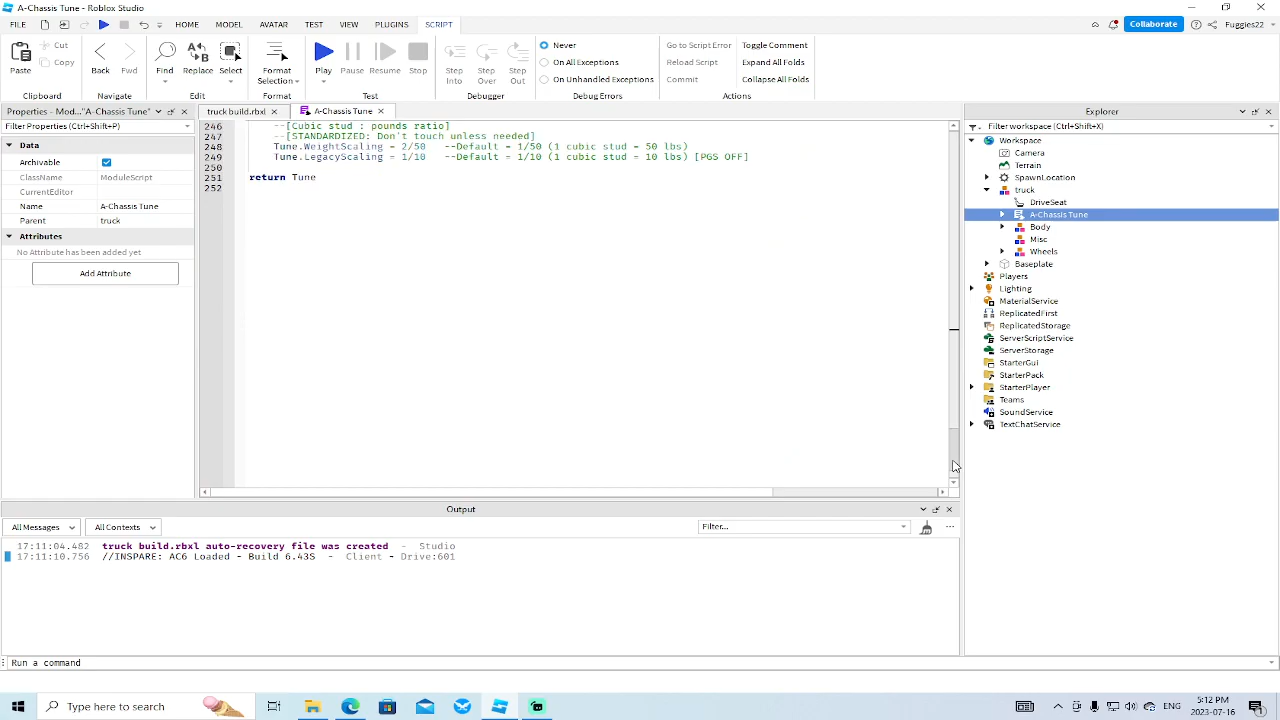 A-Chassis Tune - Roblox Studio
FILE HOME MODEL AVATAR TEST VIEW PLUGINS SCRIPT Collaborate Fuggies22
Paste Cut Copy
Clipboard
Back Fwd
Navigate
Find Replace Select
Edit
Format Selection
Format
Play Pause Resume Stop
Test
Step Into Step Over Step Out
Debugger
Never
On All Exceptions
On Unhandled Exceptions
Debug Errors
Go to Script Error Toggle Comment
Reload Script Expand All Folds
Commit Collapse All Folds
Actions
Properties - Mod..."A-Chassis Tune"
Filter Properties (Ctrl+Shift+P)
Data
Archivable
ClassName ModuleScript
CurrentEditor
Name A-Chassis Tune
Parent truck
Attributes
No Attribute has been added yet
Add Attribute
truck build.rbxl A-Chassis Tune
246 --[Cubic stud : pounds ratio]
247 --[STANDARDIZED: Don't touch unless needed]
248 Tune.WeightScaling = 2/50 --Default = 1/50 (1 cubic stud = 50 lbs)
249 Tune.LegacyScaling = 1/10 --Default = 1/10 (1 cubic stud = 10 lbs) [PGS OFF]
250
251 return Tune
252
Explorer
Filter workspace (Ctrl+Shift+X)
Workspace
Camera
Terrain
SpawnLocation
truck
DriveSeat
A-Chassis Tune
Body
Misc
Wheels
Baseplate
Players
Lighting
MaterialService
ReplicatedFirst
ReplicatedStorage
ServerScriptService
ServerStorage
StarterGui
StarterPack
StarterPlayer
Teams
SoundService
TextChatService
Output
All Messages All Contexts Filter...
17:11:04.482 truck build.rbxl auto-recovery file was created - Studio
17:11:10.756 //INSPARE: AC6 Loaded - Build 6.43S - Client - Drive:601
Run a command
Type here to search
ENG
5:12 PM
2023-07-16